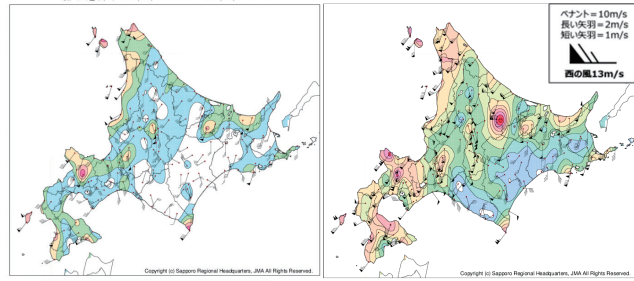 ペナント=10m/s
長い矢羽=2m/s
短い矢羽=1m/s
西の風13m/s
Copyright (c) Sapporo Regional Headquarters, JMA All Rights Reserved.
Copyright (c) Sapporo Regional Headquarters, JMA All Rights Reserved.